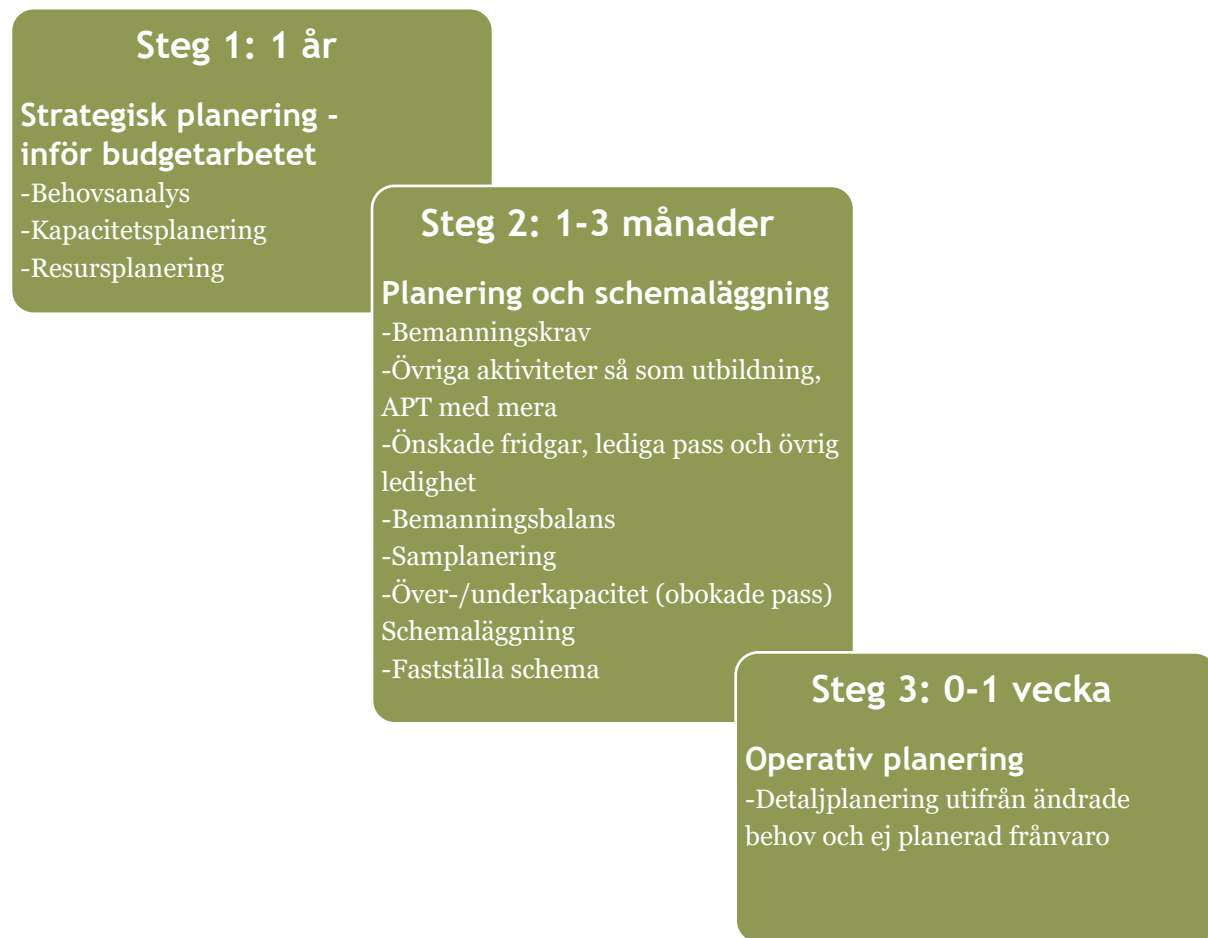 Steg 1: 1 år
Strategisk planering -
inför budgetarbetet
-Behovsanalys
-Kapacitetsplanering
-Resursplanering
Steg 2: 1-3 månader
Planering och schemaläggning
-Bemanningskrav
-Övriga aktiviteter så som utbildning,
APT med mera
-Önskade fridgar, lediga pass och övrig
ledighet
-Bemanningsbalans
-Samplanering
-Över-/underkapacitet (obokade pass)
Schemaläggning
-Fastställa schema
Steg 3: 0-1 vecka
Operativ planering
-Detaljplanering utifrån ändrade
behov och ej planerad frånvaro